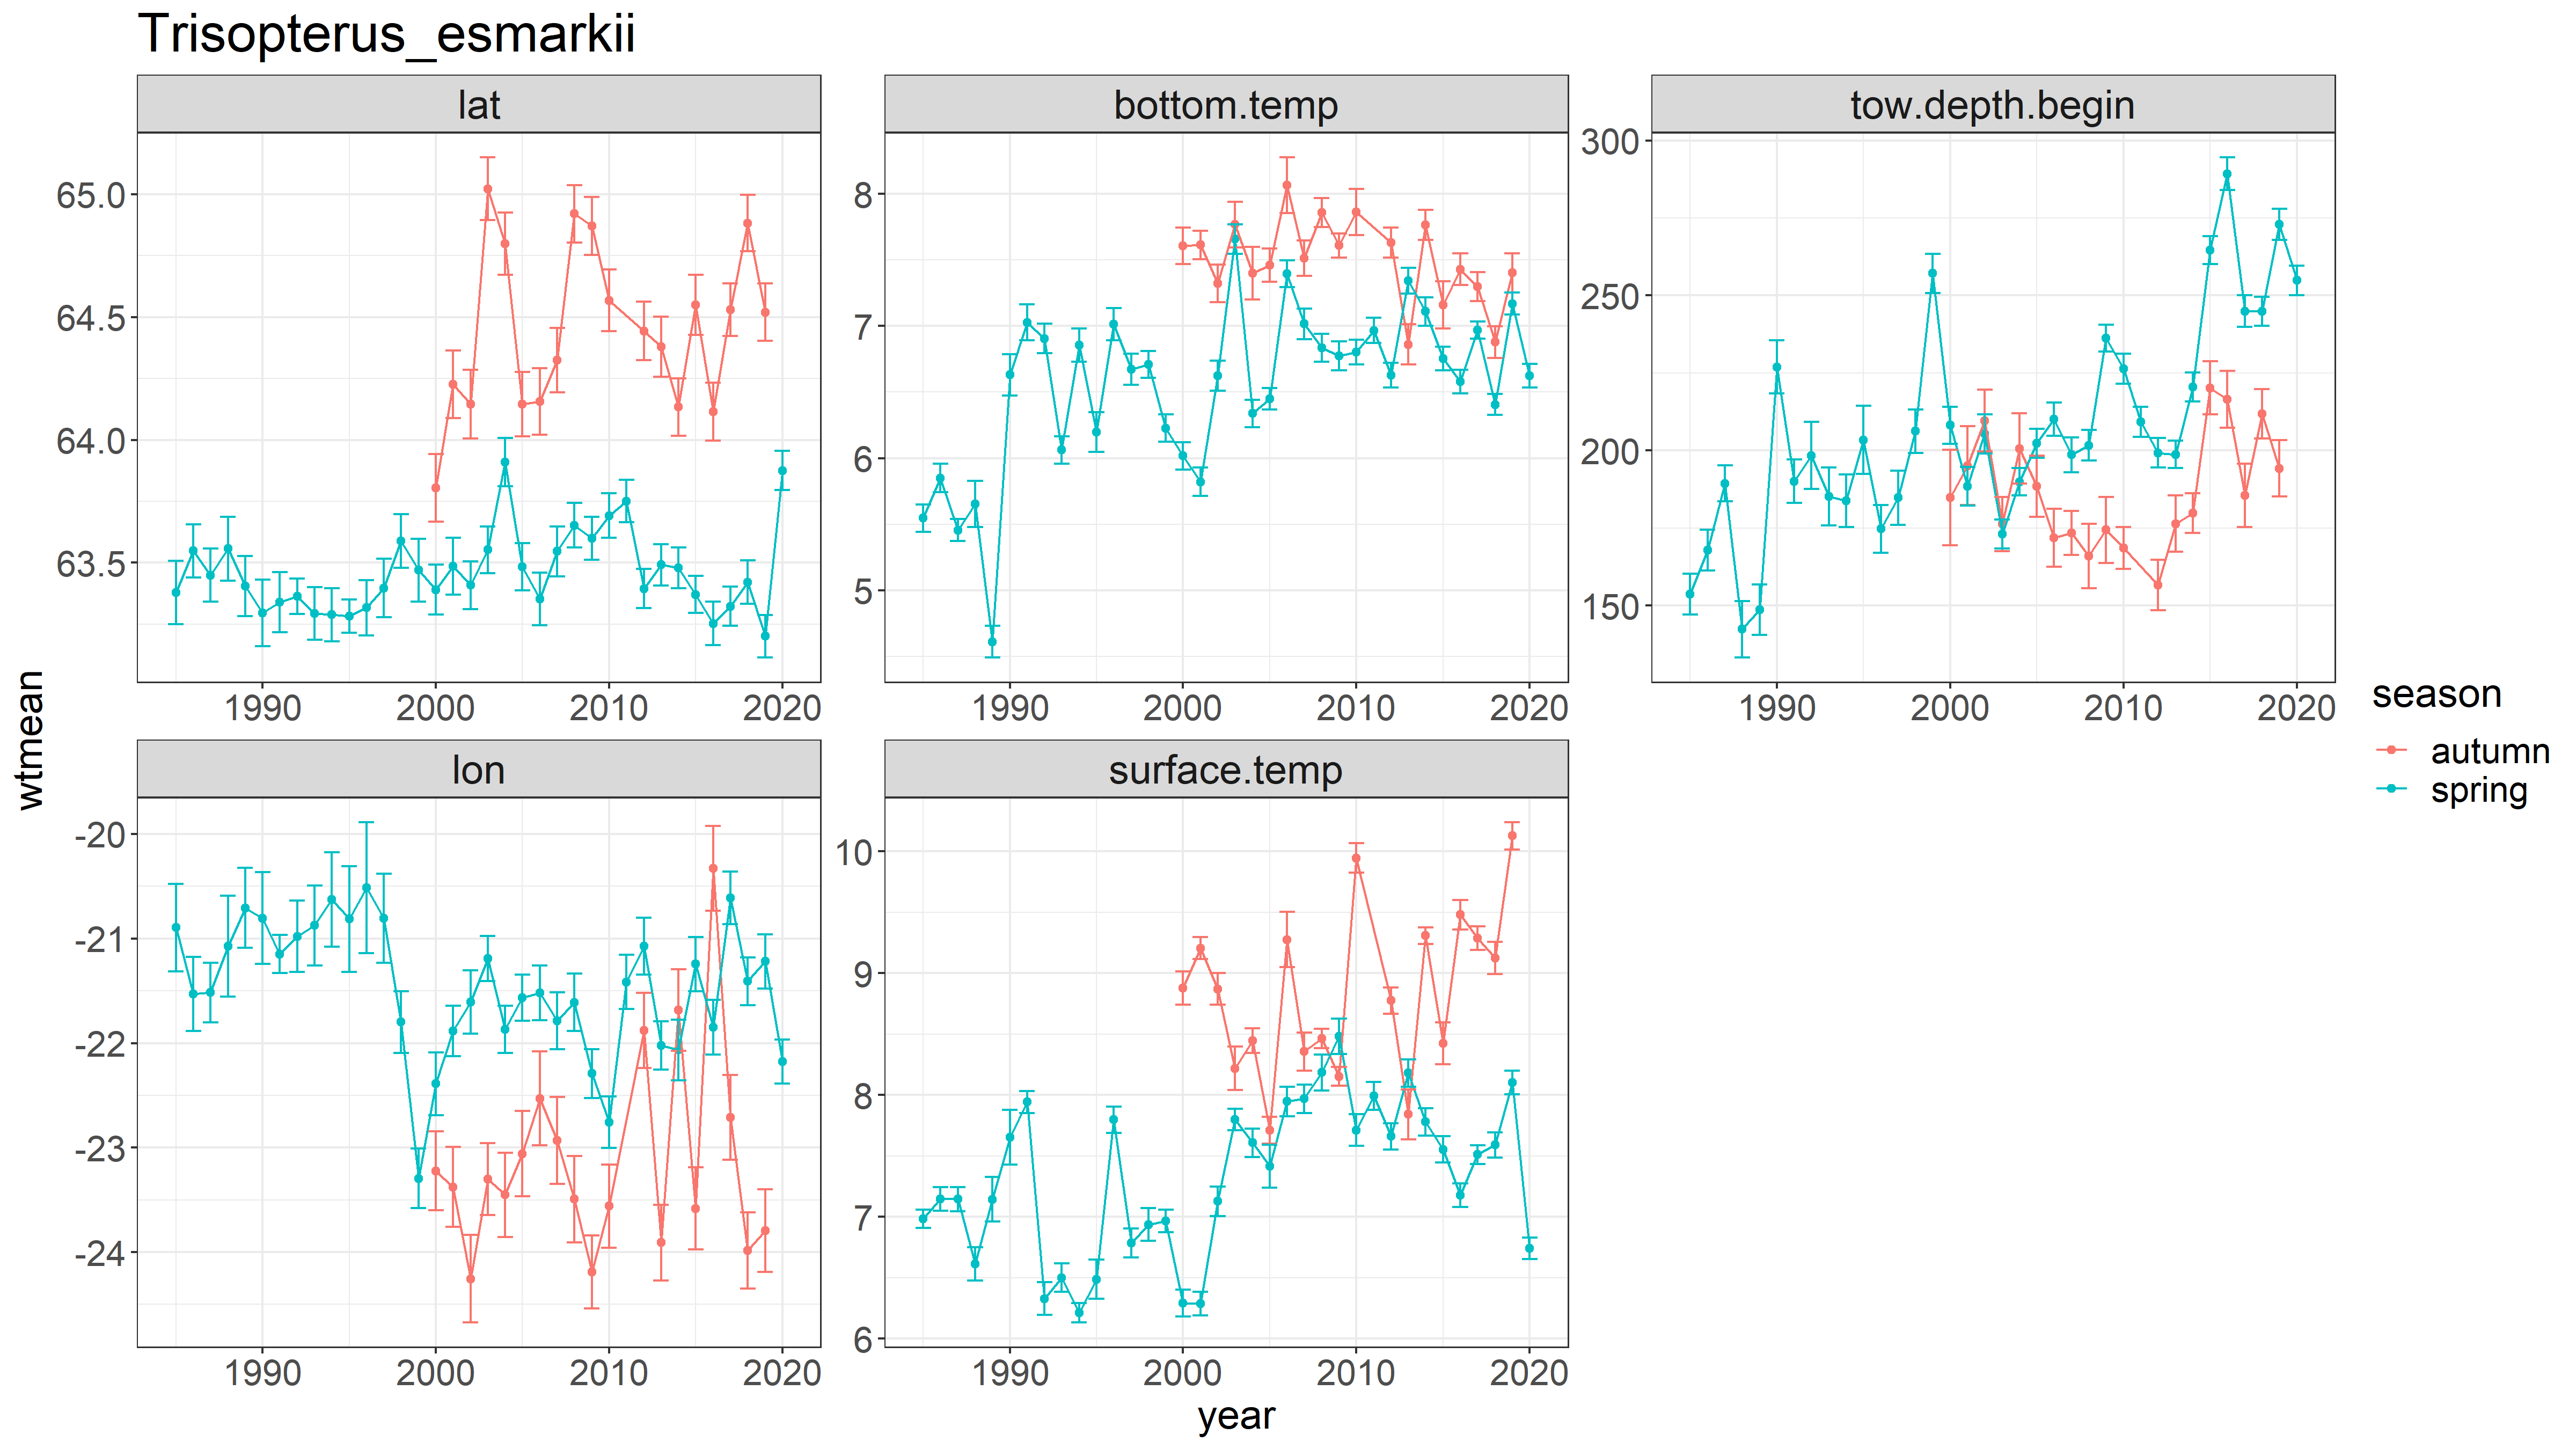 Trisopterus_esmarkii
lat
bottom.temp
tow.depth.begin
65.0
64.5
64.0
63.5
8
7
6
5
300
250
200
150
1990 2000 2010 2020
1990 2000 2010 2020
1990 2000 2010 2020
wtmean
season
autumn
spring
lon
surface.temp
-20
-21
-22
-23
-24
10
9
8
7
6
1990 2000 2010 2020
1990 2000 2010 2020
year